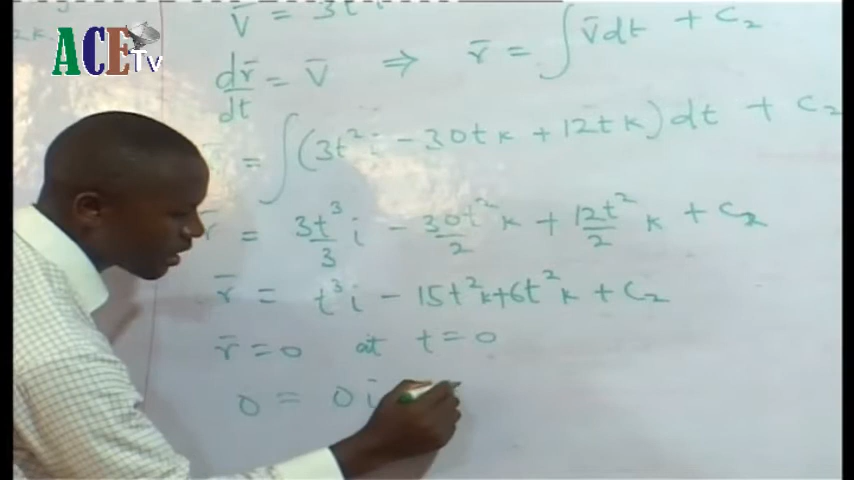 ACE TV
2k.
V̄ = 3t
dr̄/dt = V̄ ⇒ r̄ = ∫ V̄dt + C₂
= ∫(3t²i - 30tk + 12tk)dt + C₂
r = 3t³/3 i - 30t²/2 k + 12t²/2 k + C₂
r̄ = t³i - 15t²k + 6t²k + C₂
r̄ = 0 at t = 0
0 = 0i